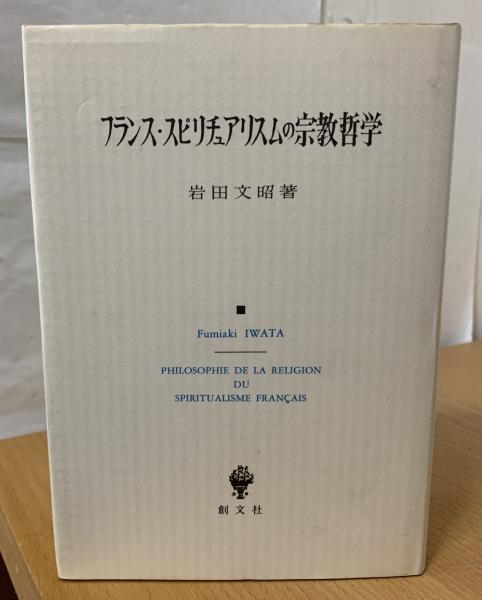 フランス・スピリチュアリスムの宗教哲学
岩田文昭著
Fumiaki IWATA
PHILOSOPHIE DE LA RELIGION
DU
SPIRITUALISME FRANÇAIS
創文社